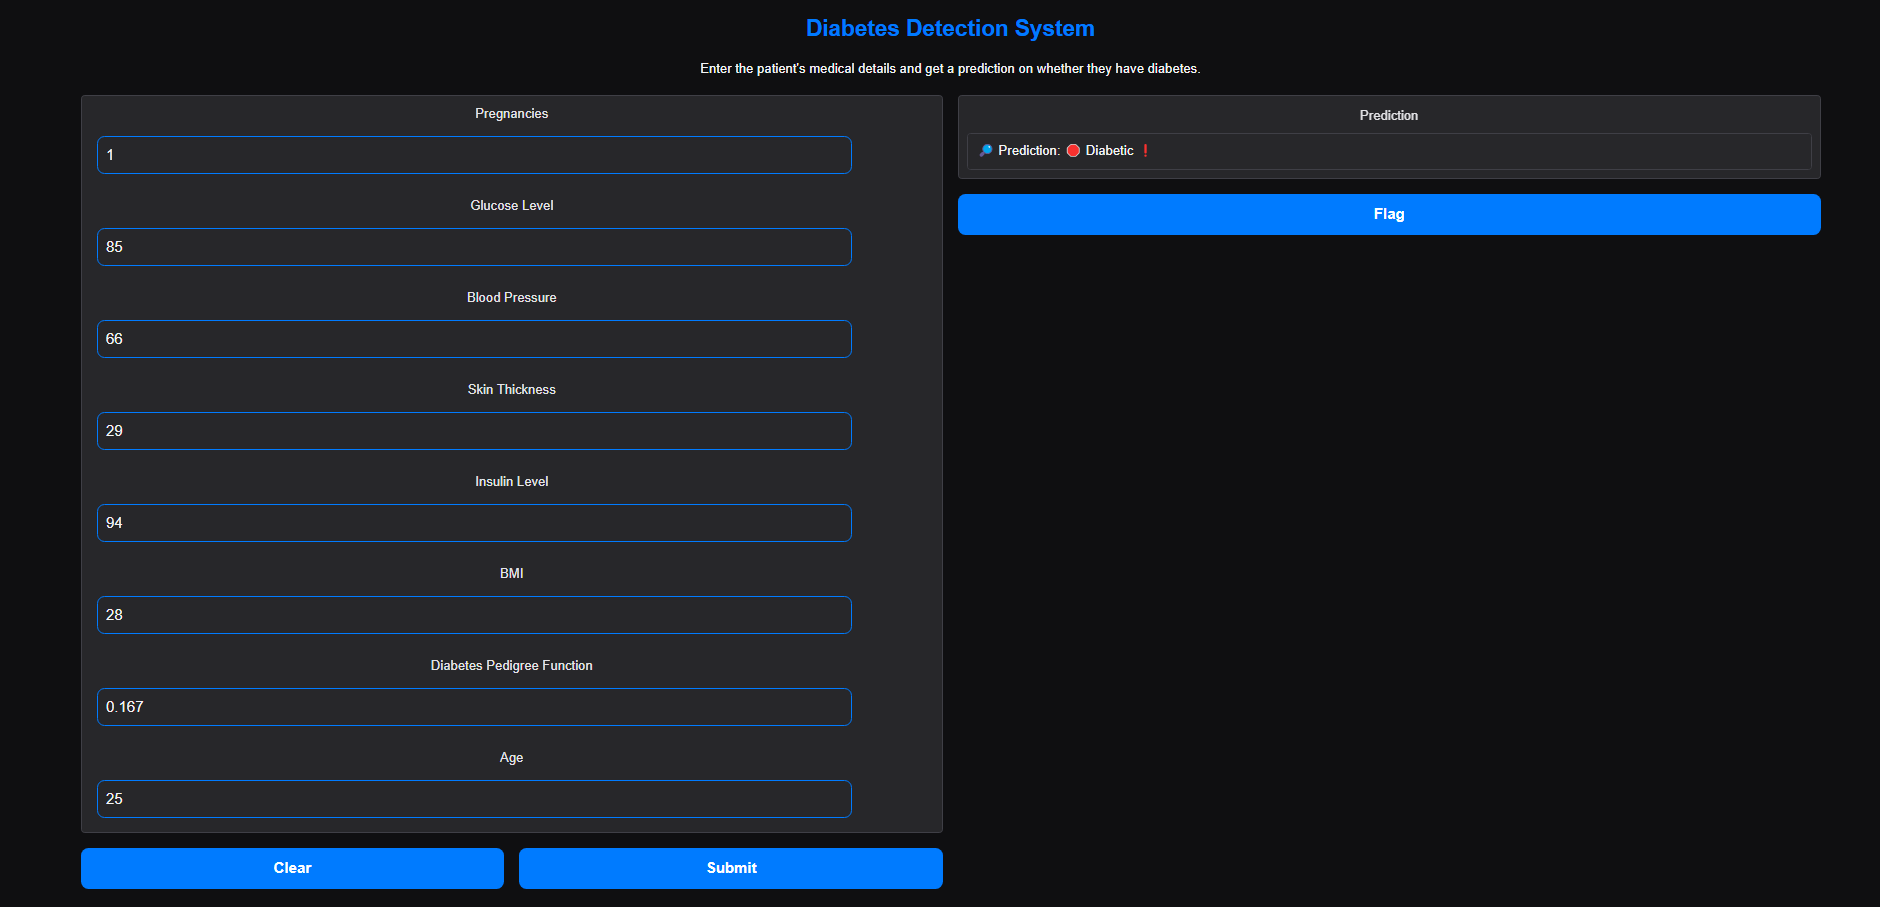 Diabetes Detection System
Enter the patient's medical details and get a prediction on whether they have diabetes.
Pregnancies
1
Glucose Level
85
Blood Pressure
66
Skin Thickness
29
Insulin Level
94
BMI
28
Diabetes Pedigree Function
0.167
Age
25
Clear
Submit
Prediction
🔎 Prediction: 🛑 Diabetic ❗
Flag